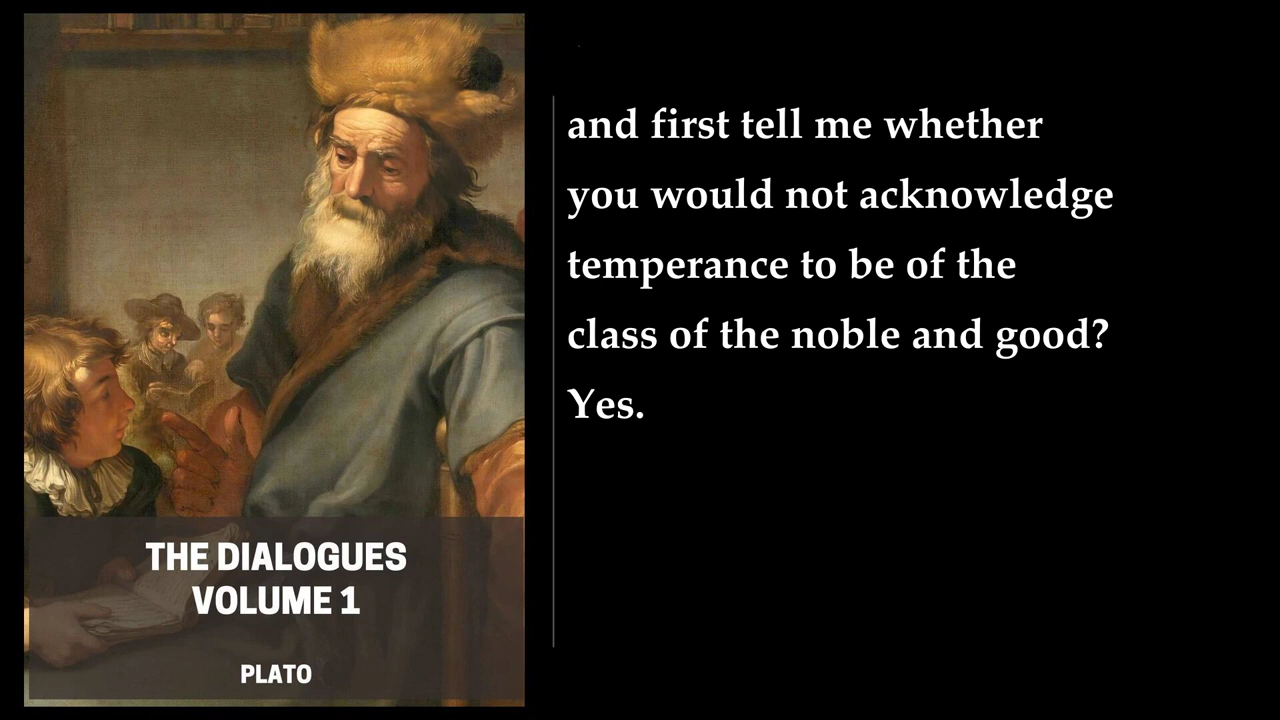 THE DIALOGUES
VOLUME 1
PLATO
and first tell me whether
you would not acknowledge
temperance to be of the
class of the noble and good?
Yes.